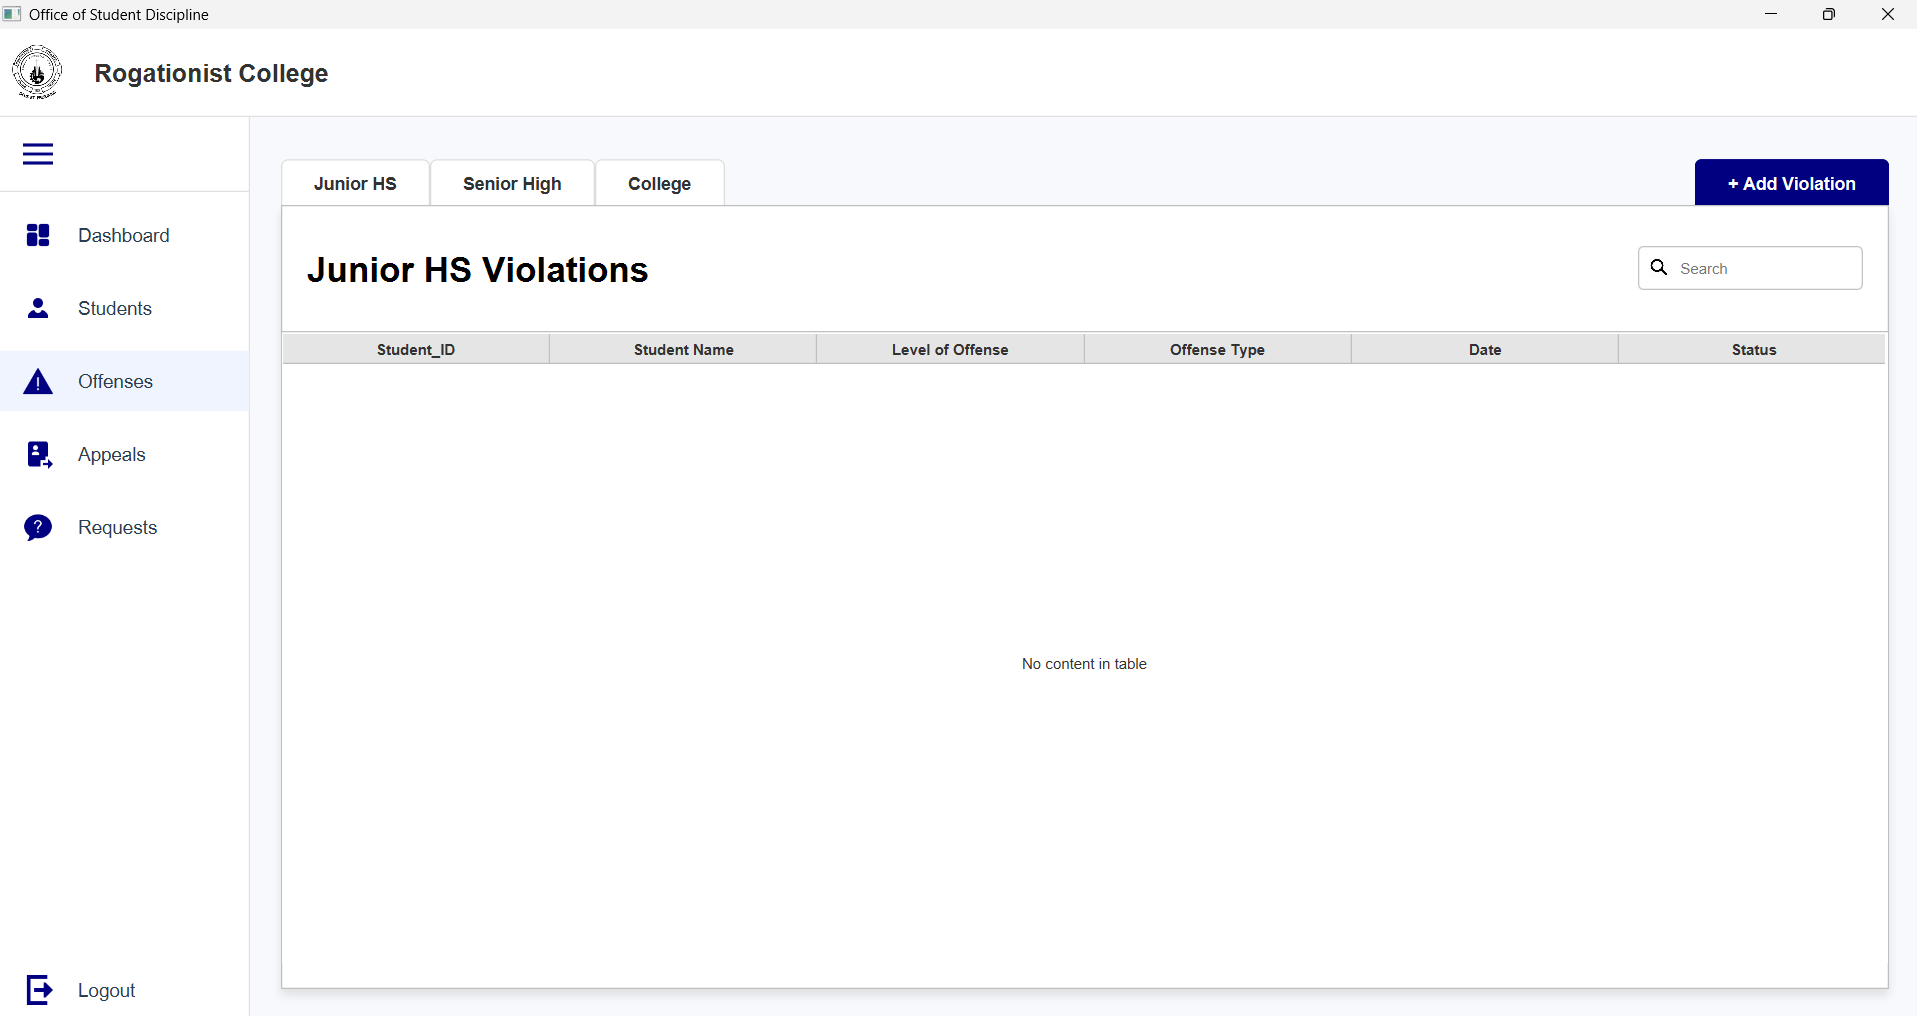 Office of Student Discipline
Rogationist College
Junior HS Senior High College + Add Violation
Dashboard
Junior HS Violations
Search
Students
Student_ID Student Name Level of Offense Offense Type Date Status
! Offenses
Appeals
? Requests
No content in table
Logout